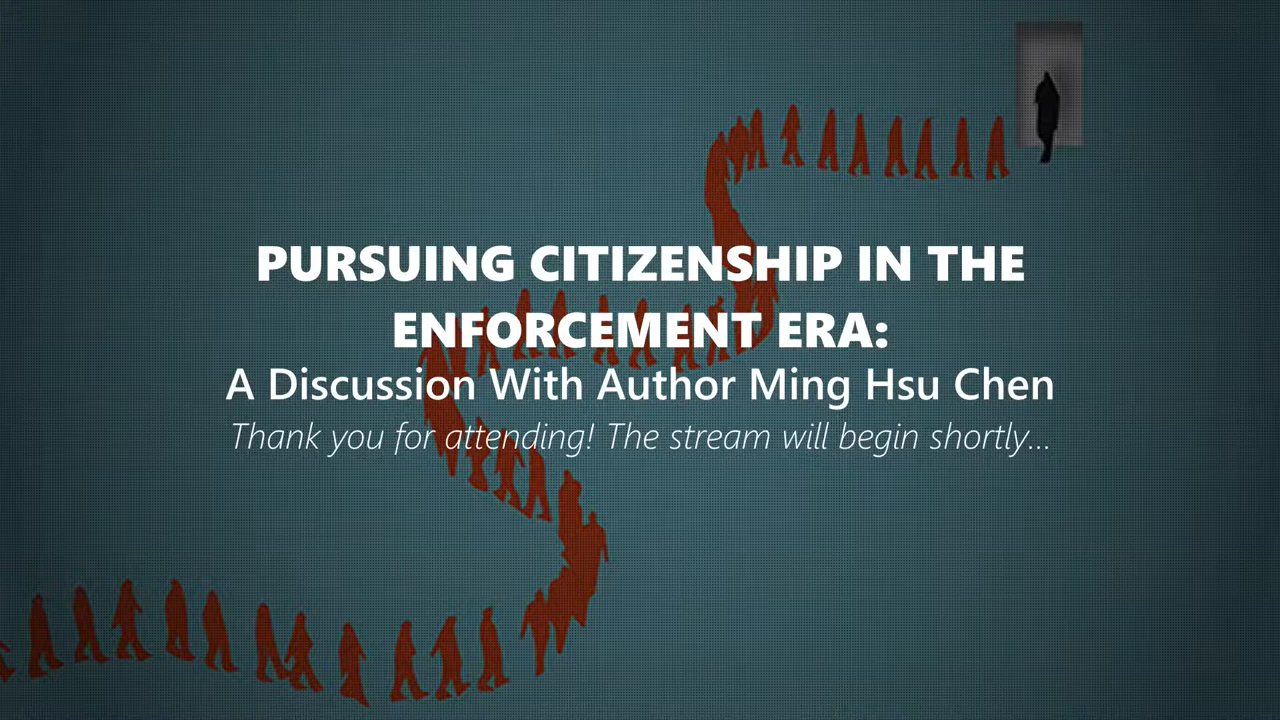 PURSUING CITIZENSHIP IN THE
ENFORCEMENT ERA:
A Discussion With Author Ming Hsu Chen
Thank you for attending! The stream will begin shortly...